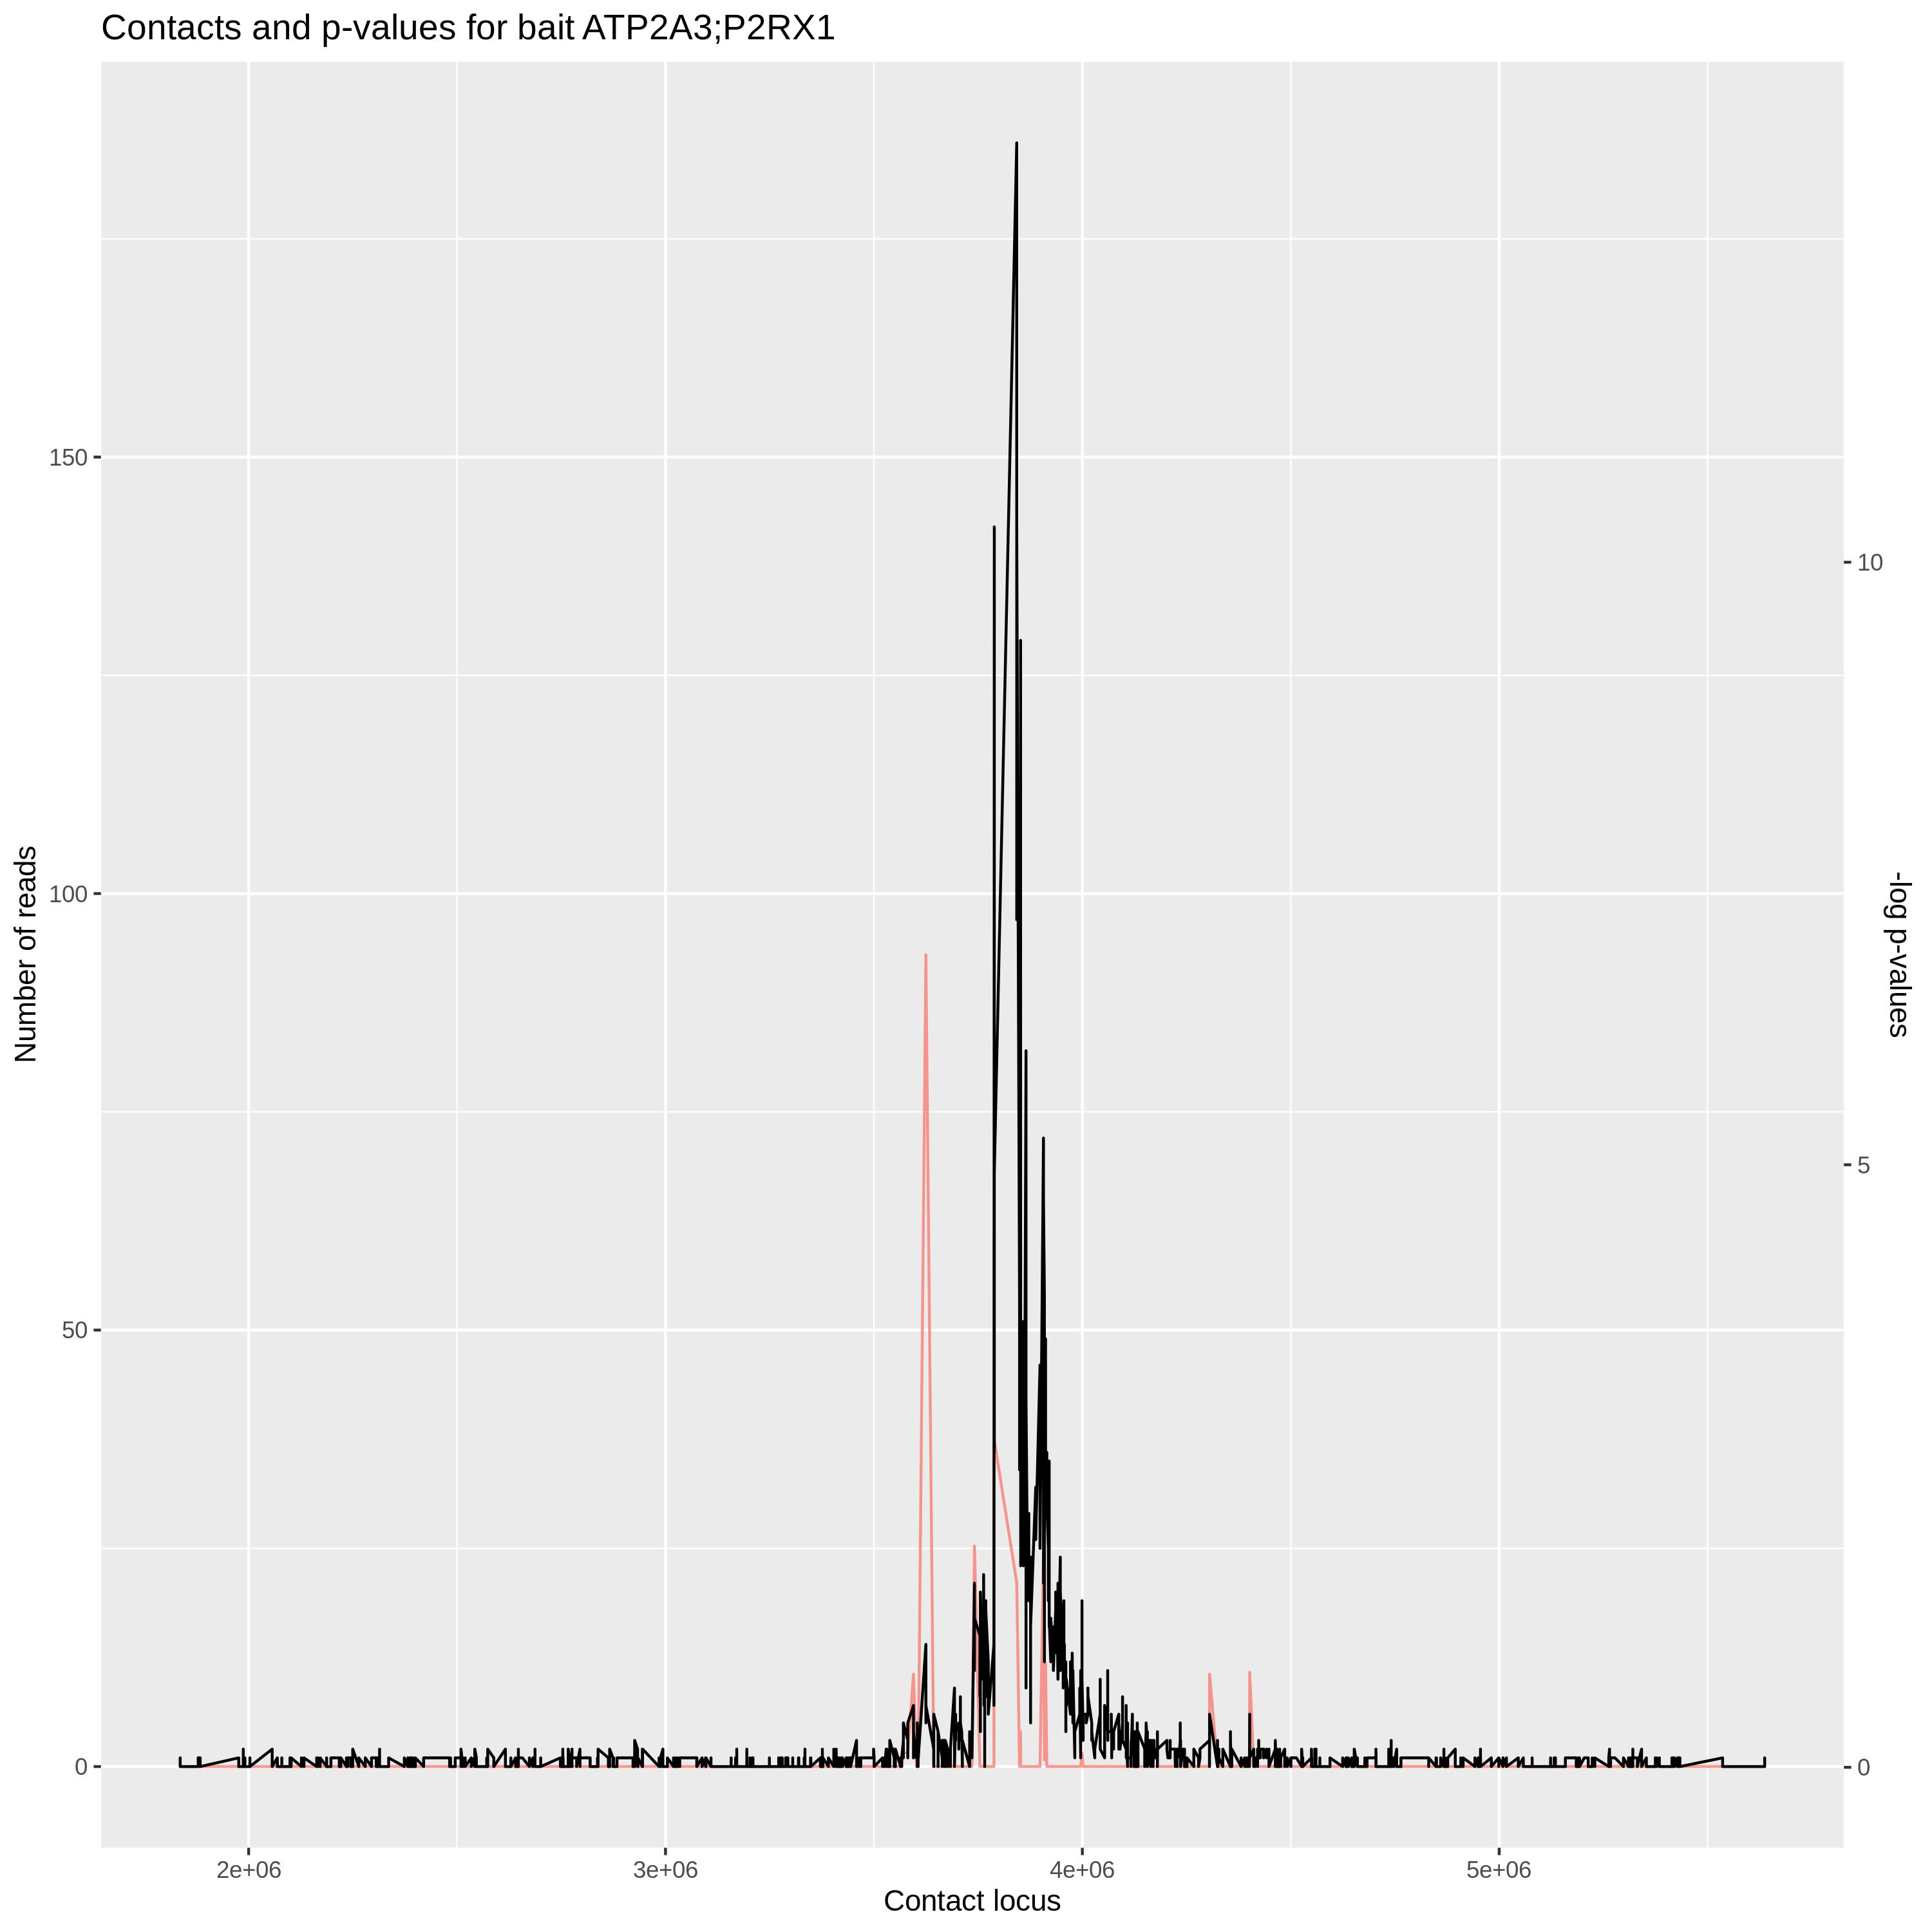 Contacts and p-values for bait ATP2A3;P2RX1
Number of reads
150
100
50
0
10
5
0
-log p-values
2e+06
3e+06
4e+06
5e+06
Contact locus